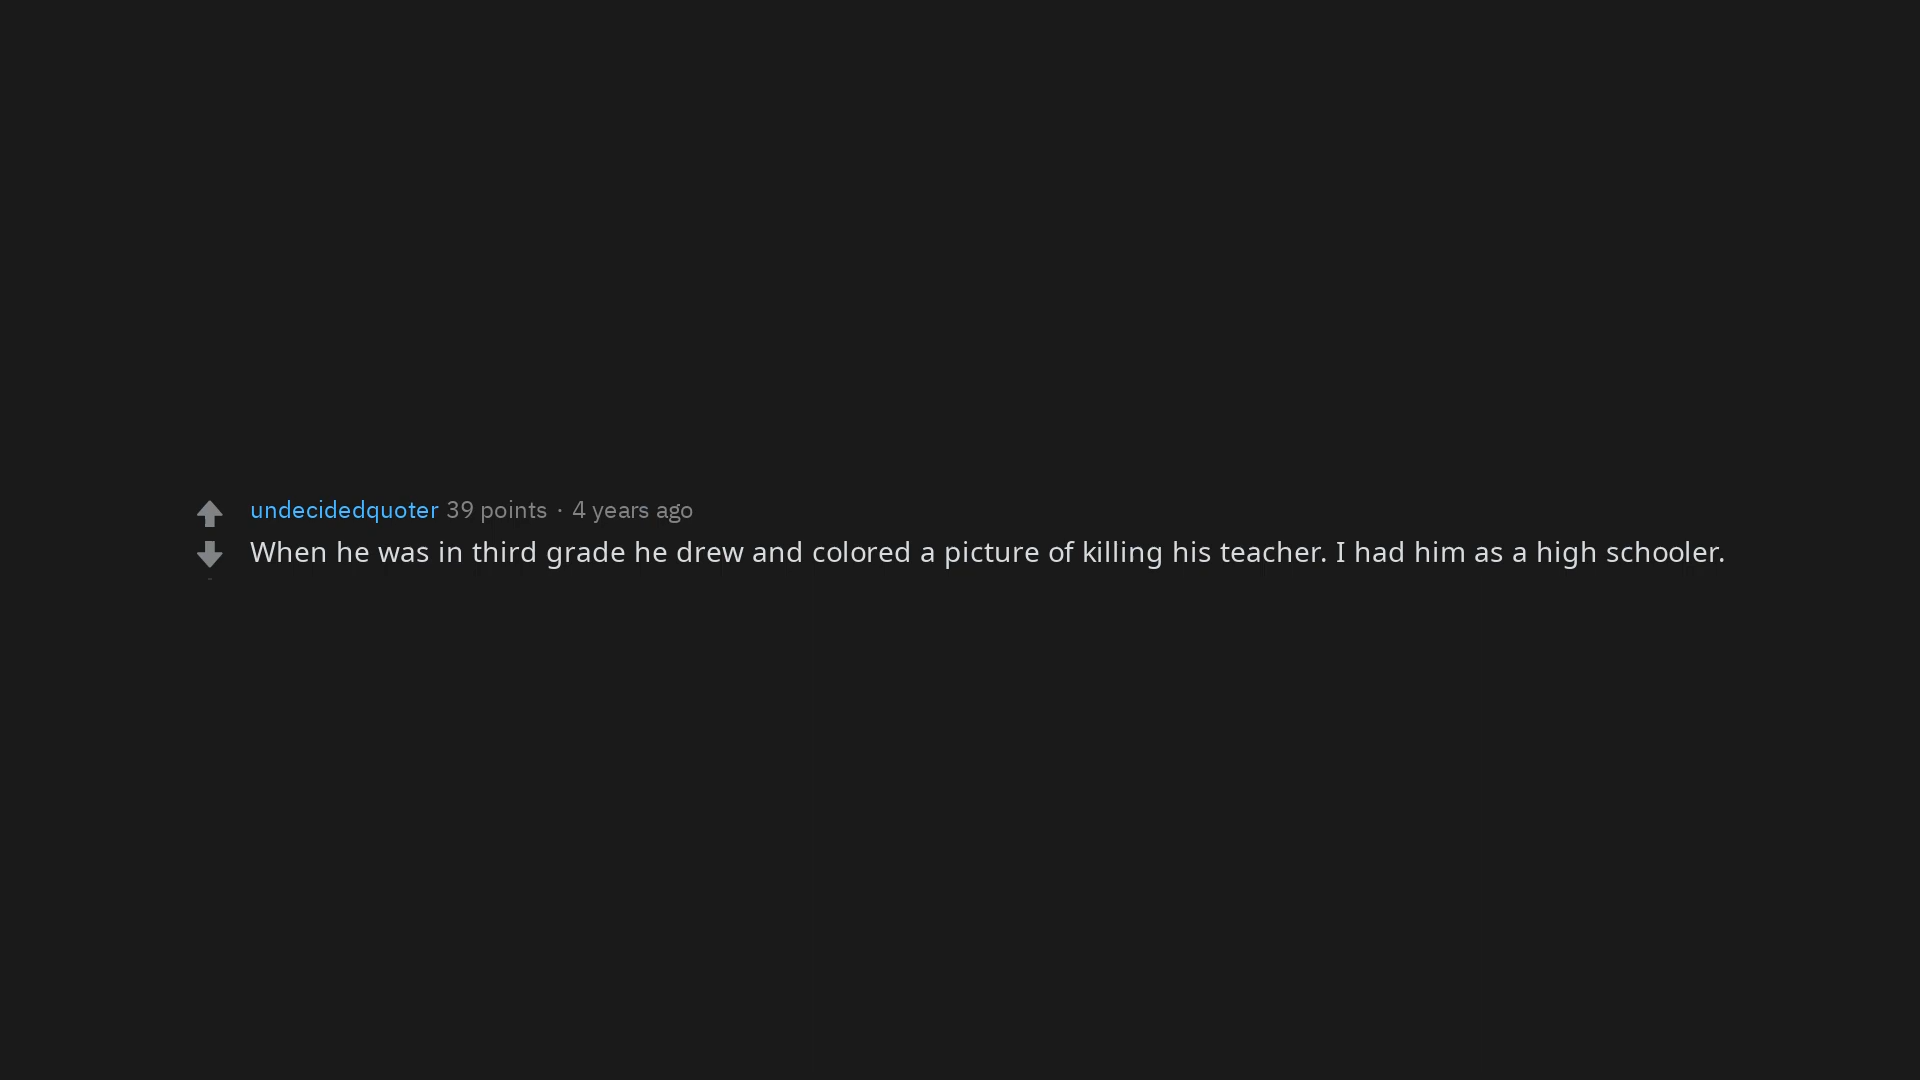 undecidedquoter 39 points · 4 years ago
When he was in third grade he drew and colored a picture of killing his teacher. I had him as a high schooler.